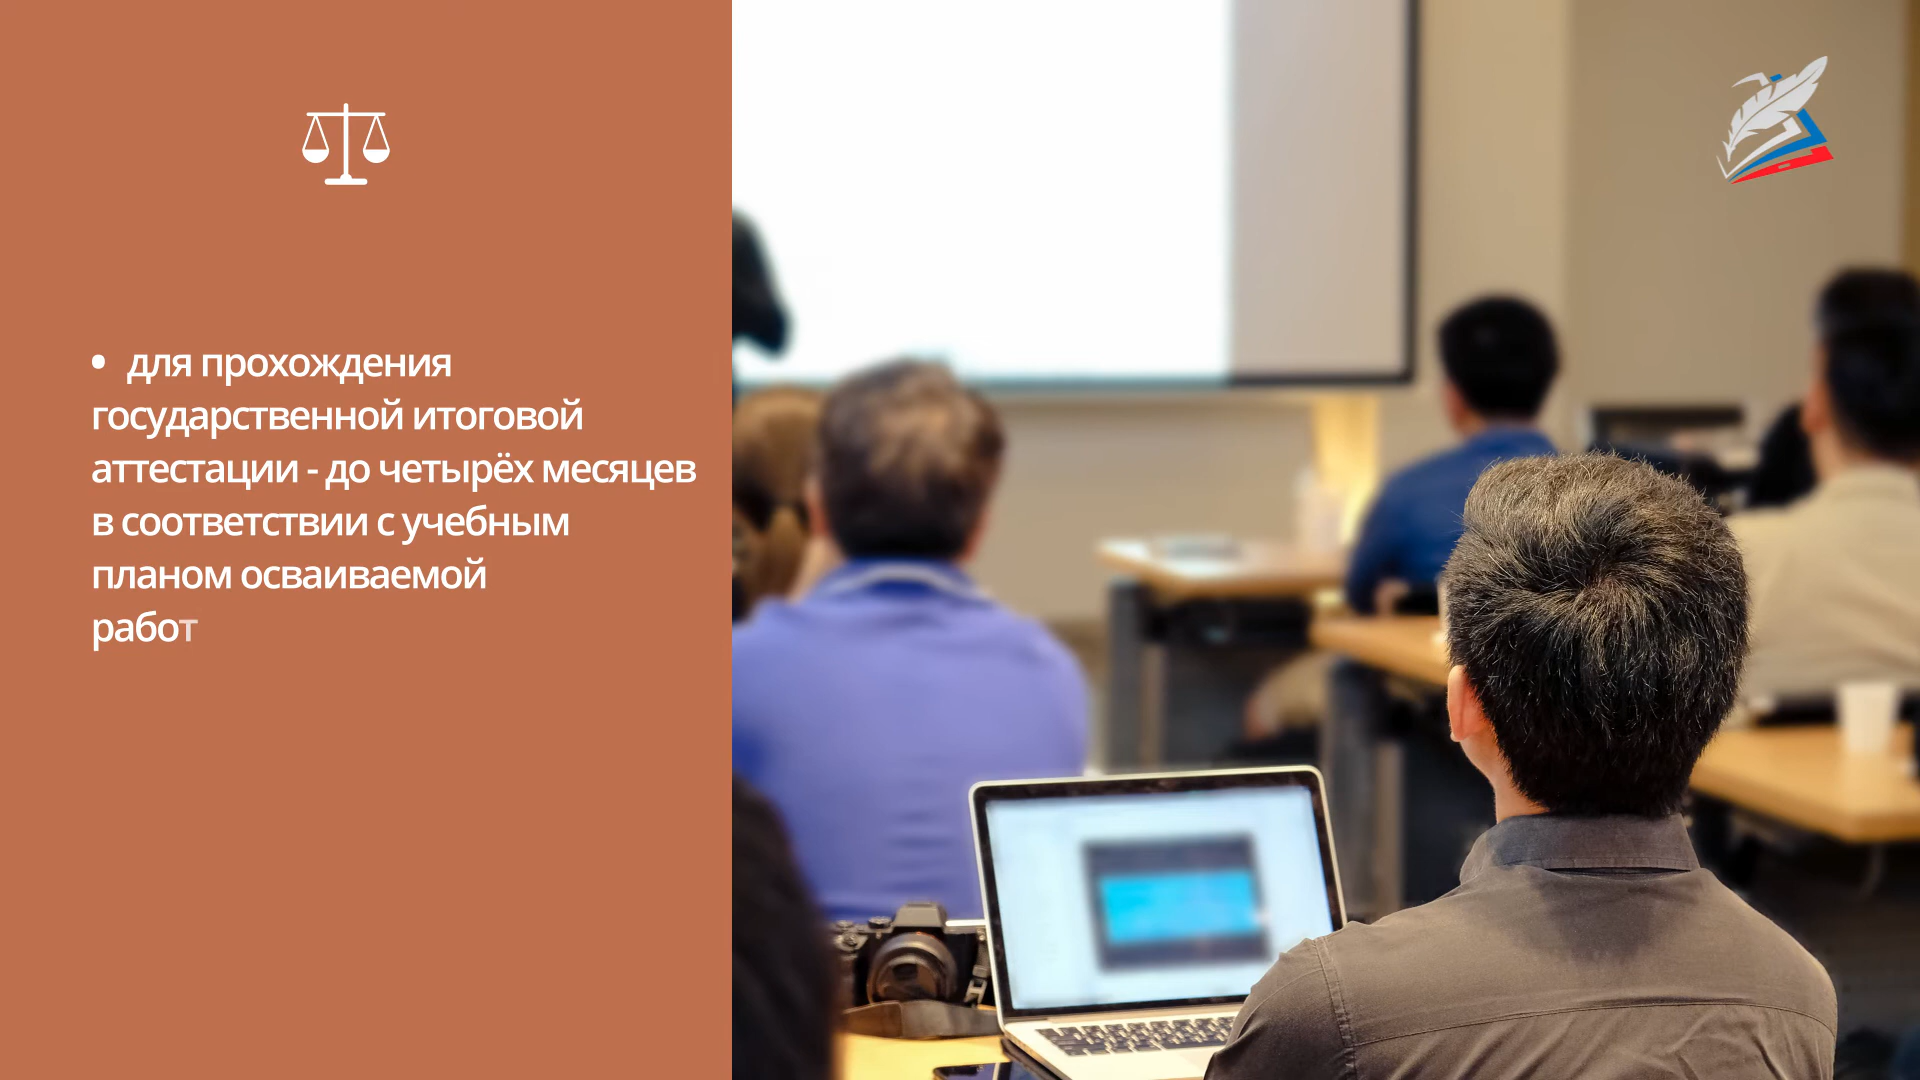 • для прохождения
государственной итоговой
аттестации - до четырёх месяцев
в соответствии с учебным
планом осваиваемой
работ